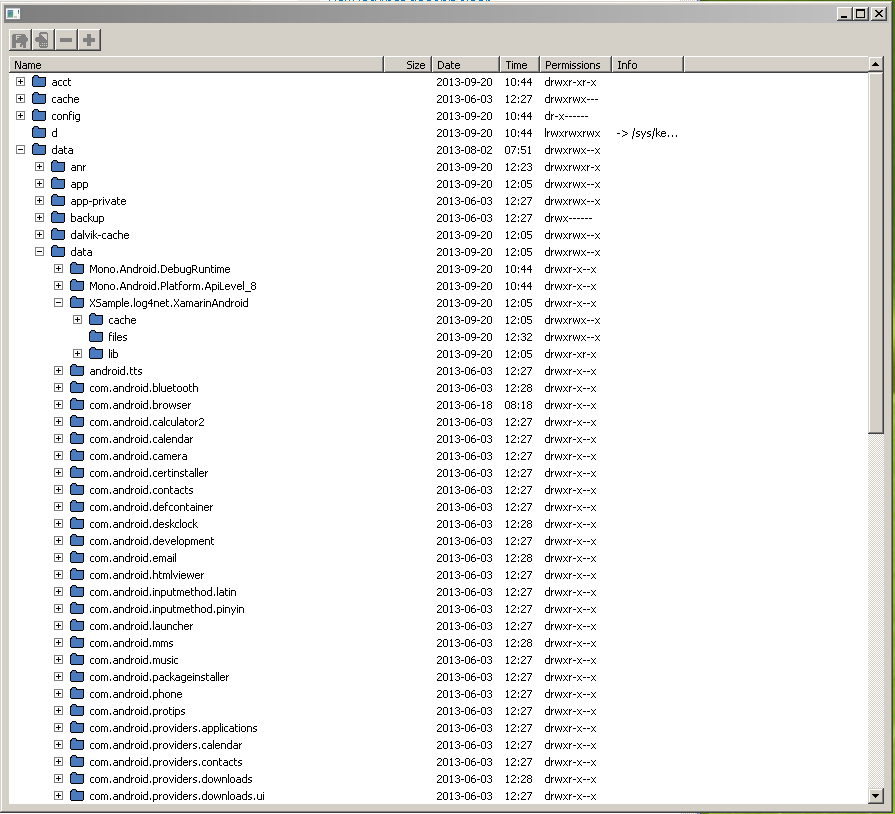 Name Size Date Time Permissions Info
acct 2013-09-20 10:44 drwxr-xr-x
cache 2013-06-03 12:27 drwxrwx---
config 2013-09-20 10:44 dr-x------
d 2013-09-20 10:44 lrwxrwxrwx -> /sys/ke...
data 2013-08-02 07:51 drwxrwx--x
anr 2013-09-20 12:23 drwxrwxr-x
app 2013-09-20 12:05 drwxrwx--x
app-private 2013-06-03 12:27 drwxrwx--x
backup 2013-06-03 12:27 drwx------
dalvik-cache 2013-09-20 12:05 drwxrwx--x
data 2013-09-20 12:05 drwxrwx--x
Mono.Android.DebugRuntime 2013-09-20 10:44 drwxr-x--x
Mono.Android.Platform.ApiLevel_8 2013-09-20 10:44 drwxr-x--x
XSample.log4net.XamarinAndroid 2013-09-20 12:05 drwxr-x--x
cache 2013-09-20 12:05 drwxrwx--x
files 2013-09-20 12:32 drwxrwx--x
lib 2013-09-20 12:05 drwxr-xr-x
android.tts 2013-06-03 12:27 drwxr-x--x
com.android.bluetooth 2013-06-03 12:28 drwxr-x--x
com.android.browser 2013-06-18 08:18 drwxr-x--x
com.android.calculator2 2013-06-03 12:27 drwxr-x--x
com.android.calendar 2013-06-03 12:27 drwxr-x--x
com.android.camera 2013-06-03 12:27 drwxr-x--x
com.android.certinstaller 2013-06-03 12:27 drwxr-x--x
com.android.contacts 2013-06-03 12:27 drwxr-x--x
com.android.defcontainer 2013-06-03 12:27 drwxr-x--x
com.android.deskclock 2013-06-03 12:28 drwxr-x--x
com.android.development 2013-06-03 12:27 drwxr-x--x
com.android.email 2013-06-03 12:28 drwxr-x--x
com.android.htmlviewer 2013-06-03 12:27 drwxr-x--x
com.android.inputmethod.latin 2013-06-03 12:27 drwxr-x--x
com.android.inputmethod.pinyin 2013-06-03 12:27 drwxr-x--x
com.android.launcher 2013-06-03 12:27 drwxr-x--x
com.android.mms 2013-06-03 12:28 drwxr-x--x
com.android.music 2013-06-03 12:27 drwxr-x--x
com.android.packageinstaller 2013-06-03 12:27 drwxr-x--x
com.android.phone 2013-06-03 12:27 drwxr-x--x
com.android.protips 2013-06-03 12:27 drwxr-x--x
com.android.providers.applications 2013-06-03 12:27 drwxr-x--x
com.android.providers.calendar 2013-06-03 12:27 drwxr-x--x
com.android.providers.contacts 2013-06-03 12:27 drwxr-x--x
com.android.providers.downloads 2013-06-03 12:28 drwxr-x--x
com.android.providers.downloads.ui 2013-06-03 12:27 drwxr-x--x